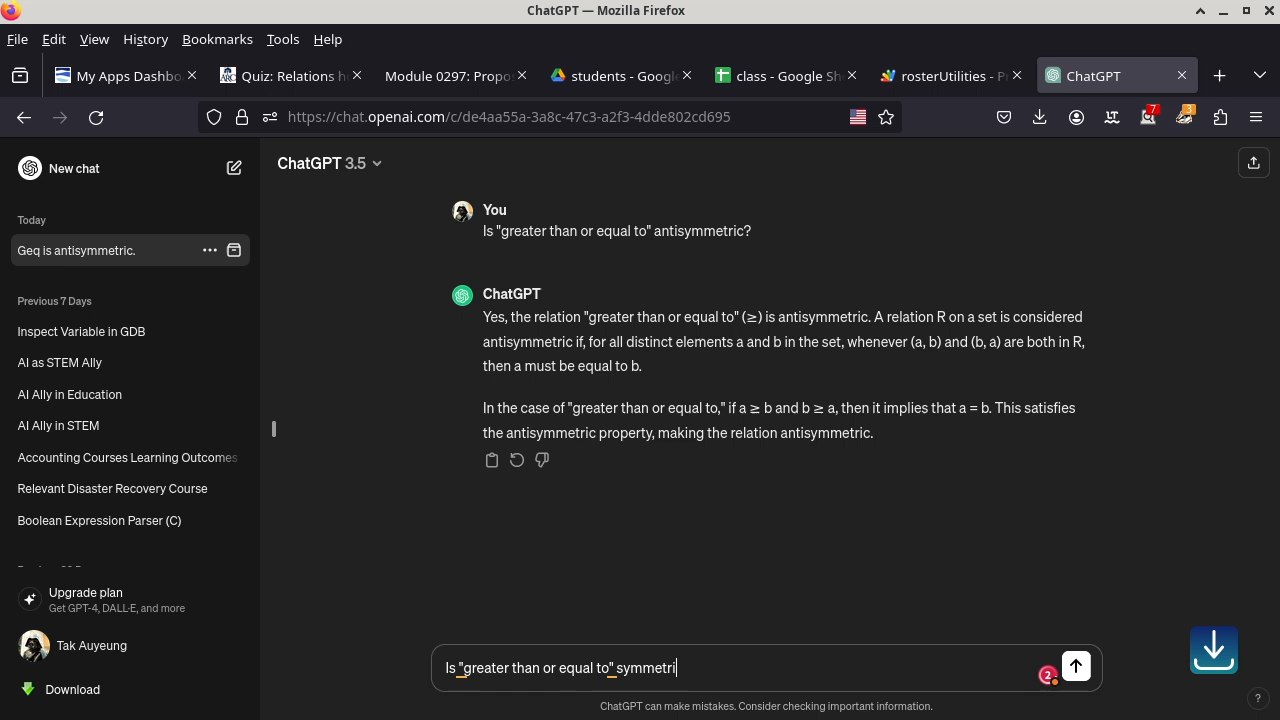 ChatGPT — Mozilla Firefox
File Edit View History Bookmarks Tools Help
My Apps Dashbo Quiz: Relations h Module 0297: Propo students - Google class - Google She rosterUtilities - Pr ChatGPT
https://chat.openai.com/c/de4aa55a-3a8c-47c3-a2f3-4dde802cd695 7 3
New chat
ChatGPT 3.5
Today
Geq is antisymmetric.
Previous 7 Days
Inspect Variable in GDB
AI as STEM Ally
AI Ally in Education
AI Ally in STEM
Accounting Courses Learning Outcomes
Relevant Disaster Recovery Course
Boolean Expression Parser (C)
Upgrade plan
Get GPT-4, DALL·E, and more
Tak Auyeung
Download
You
Is "greater than or equal to" antisymmetric?
ChatGPT
Yes, the relation "greater than or equal to" (≥) is antisymmetric. A relation R on a set is considered
antisymmetric if, for all distinct elements a and b in the set, whenever (a, b) and (b, a) are both in R,
then a must be equal to b.
In the case of "greater than or equal to," if a ≥ b and b ≥ a, then it implies that a = b. This satisfies
the antisymmetric property, making the relation antisymmetric.
Is "greater than or equal to" symmetri
2
ChatGPT can make mistakes. Consider checking important information.
?